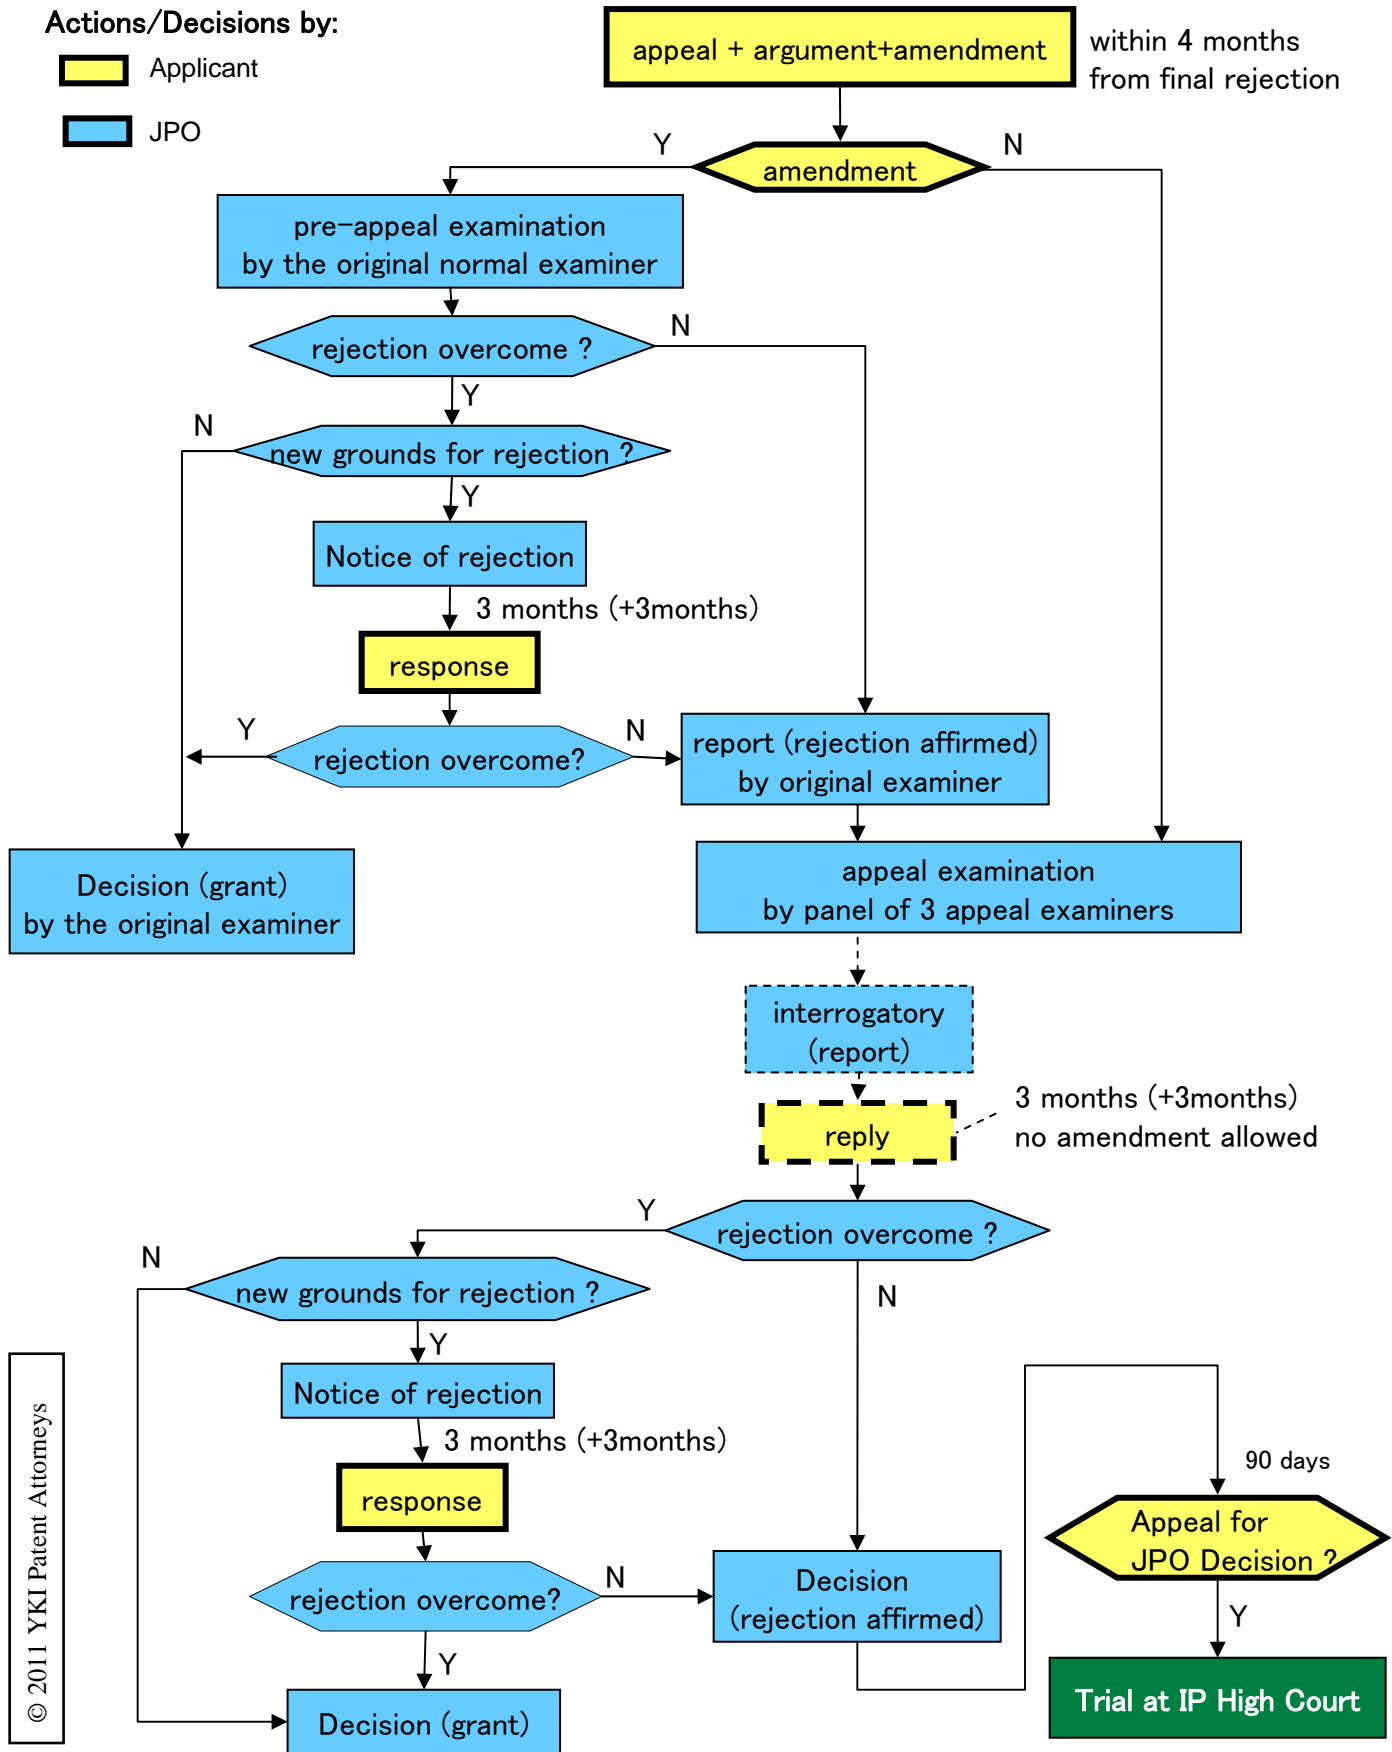 Actions/Decisions by:
Applicant
JPO
appeal + argument+amendment
within 4 months
from final rejection
Y
N
amendment
pre-appeal examination
by the original normal examiner
rejection overcome ?
N
Y
N
new grounds for rejection ?
Y
Notice of rejection
3 months (+3months)
response
Y
N
rejection overcome?
report (rejection affirmed)
by original examiner
Decision (grant)
by the original examiner
appeal examination
by panel of 3 appeal examiners
interrogatory
(report)
reply
3 months (+3months)
no amendment allowed
Y
rejection overcome ?
N
N
new grounds for rejection ?
Y
Notice of rejection
3 months (+3months)
response
90 days
Appeal for
JPO Decision ?
rejection overcome?
N
Decision
(rejection affirmed)
Y
Y
Trial at IP High Court
Decision (grant)
© 2011 YKI Patent Attorneys